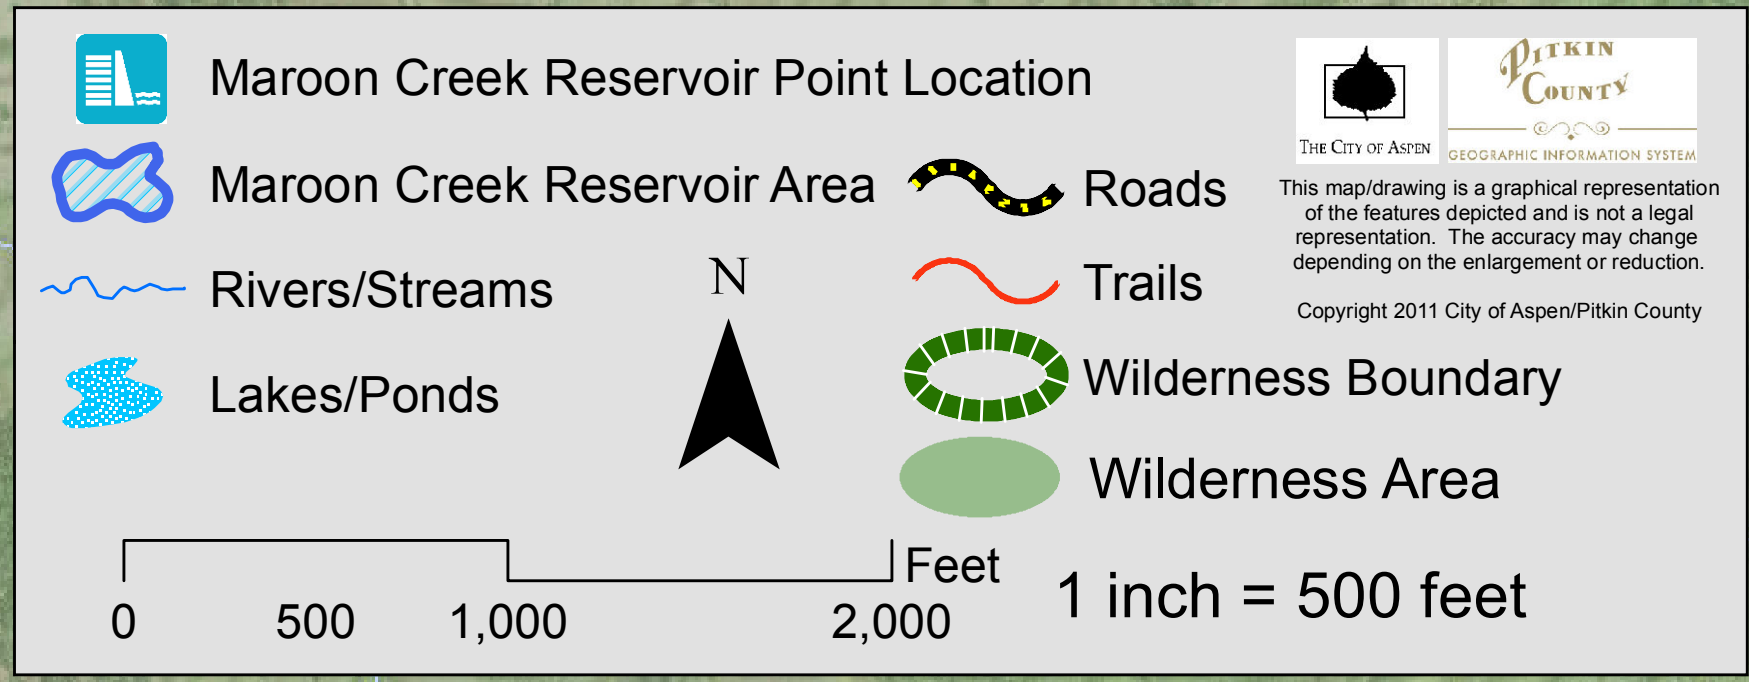 Maroon Creek Reservoir Point Location
Maroon Creek Reservoir Area
Rivers/Streams
Lakes/Ponds
N
Roads
Trails
Wilderness Boundary
Wilderness Area
THE CITY OF ASPEN
PITKIN
COUNTY
GEOGRAPHIC INFORMATION SYSTEM
This map/drawing is a graphical representation
of the features depicted and is not a legal
representation. The accuracy may change
depending on the enlargement or reduction.
Copyright 2011 City of Aspen/Pitkin County
Feet
0 500 1,000 2,000
1 inch = 500 feet